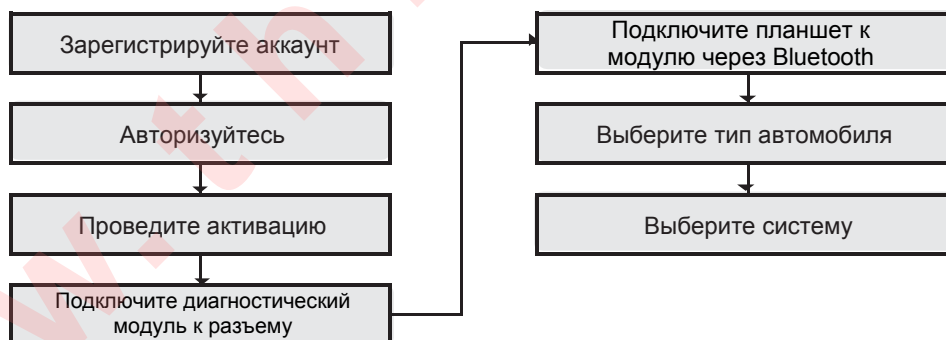 Зарегистрируйте аккаунт
Авторизуйтесь
Проведите активацию
Подключите диагностический
модуль к разъему
Подключите планшет к
модулю через Bluetooth
Выберите тип автомобиля
Выберите систему
w.th